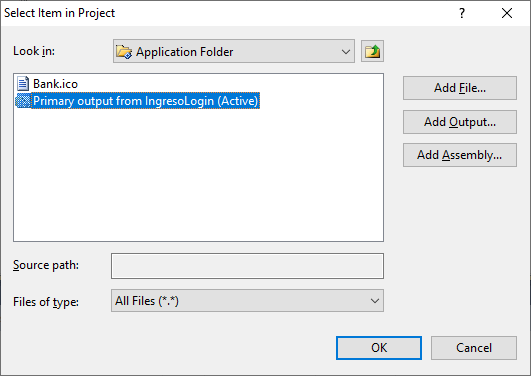 Select Item in Project
Look in: Application Folder
Bank.ico
Primary output from IngresoLogin (Active)
Add File...
Add Output...
Add Assembly...
Source path:
Files of type: All Files (*.*)
OK Cancel